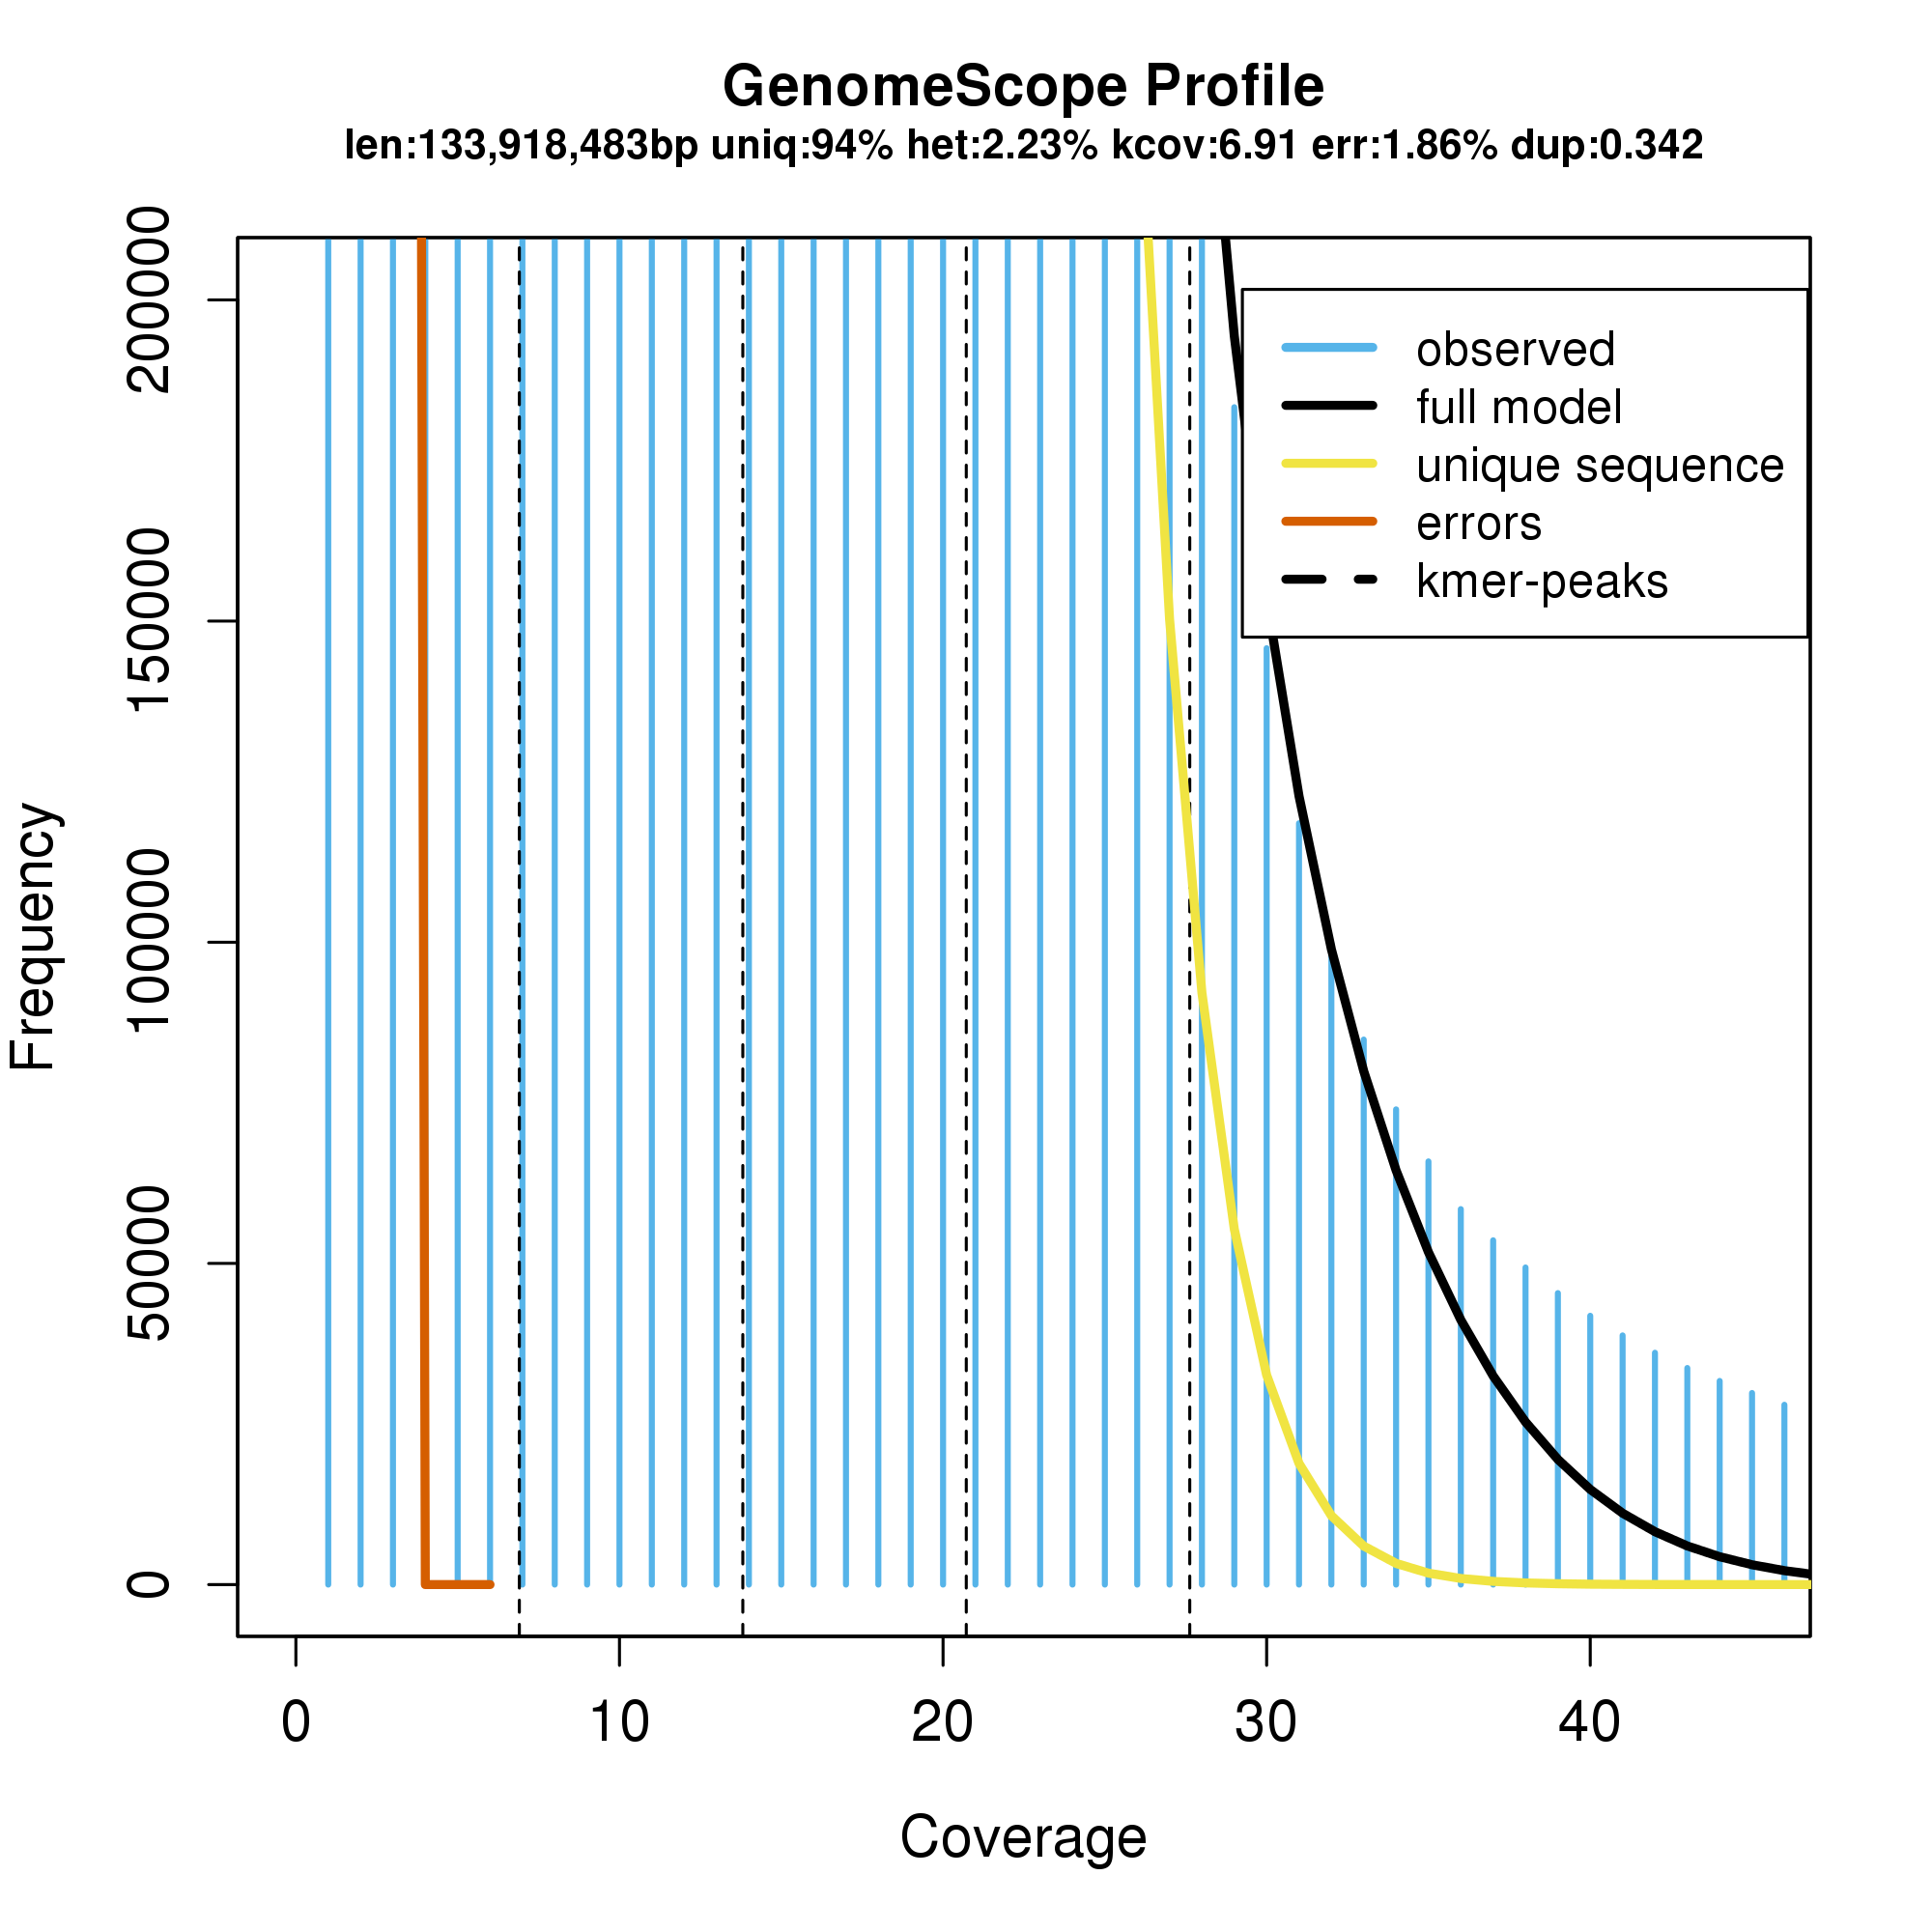 GenomeScope Profile
len:133,918,483bp uniq:94% het:2.23% kcov:6.91 err:1.86% dup:0.342
Frequency
200000
150000
100000
50000
0
observed
full model
unique sequence
errors
kmer-peaks
0 10 20 30 40
Coverage